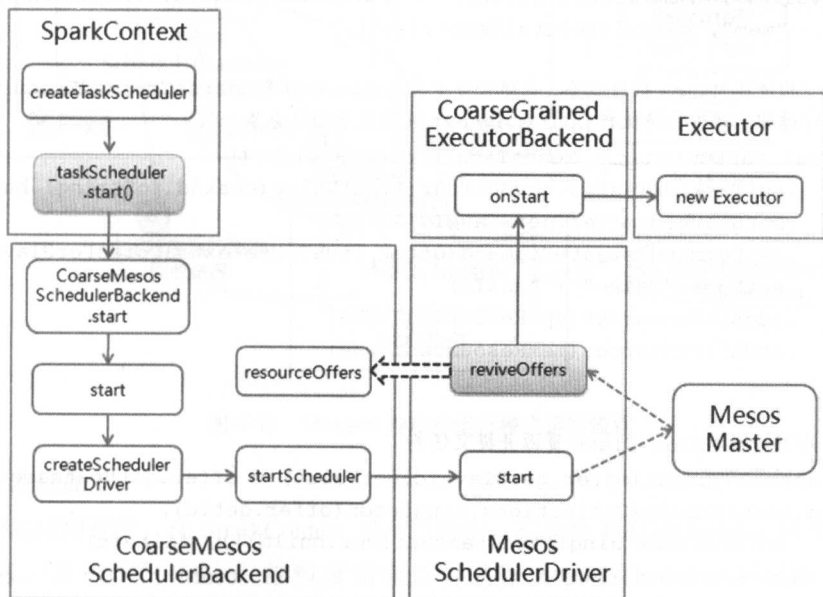 SparkContext
createTaskScheduler
_taskScheduler
.start()
CoarseMesos
SchedulerBackend
.start
start
createScheduler
Driver
resourceOffers
startScheduler
CoarseMesos
SchedulerBackend
CoarseGrained
ExecutorBackend
onStart
Executor
new Executor
reviveOffers
start
Mesos
SchedulerDriver
Mesos
Master